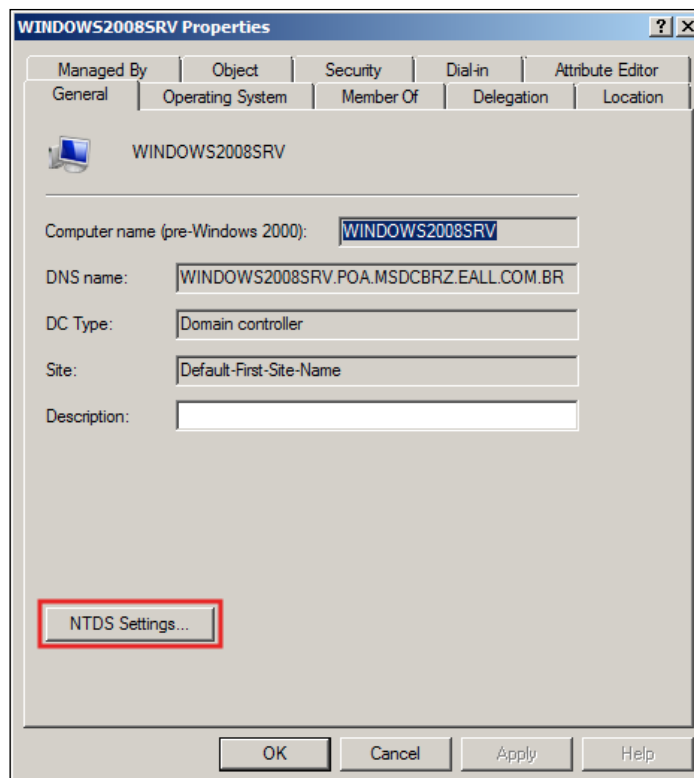 WINDOWS2008SRV Properties
Managed By Object Security Dial-in Attribute Editor
General Operating System Member Of Delegation Location
WINDOWS2008SRV
Computer name (pre-Windows 2000): WINDOWS2008SRV
DNS name: WINDOWS2008SRV.POA.MSDCBRZ.EALL.COM.BR
DC Type: Domain controller
Site: Default-First-Site-Name
Description:
NTDS Settings...
OK Cancel Apply Help